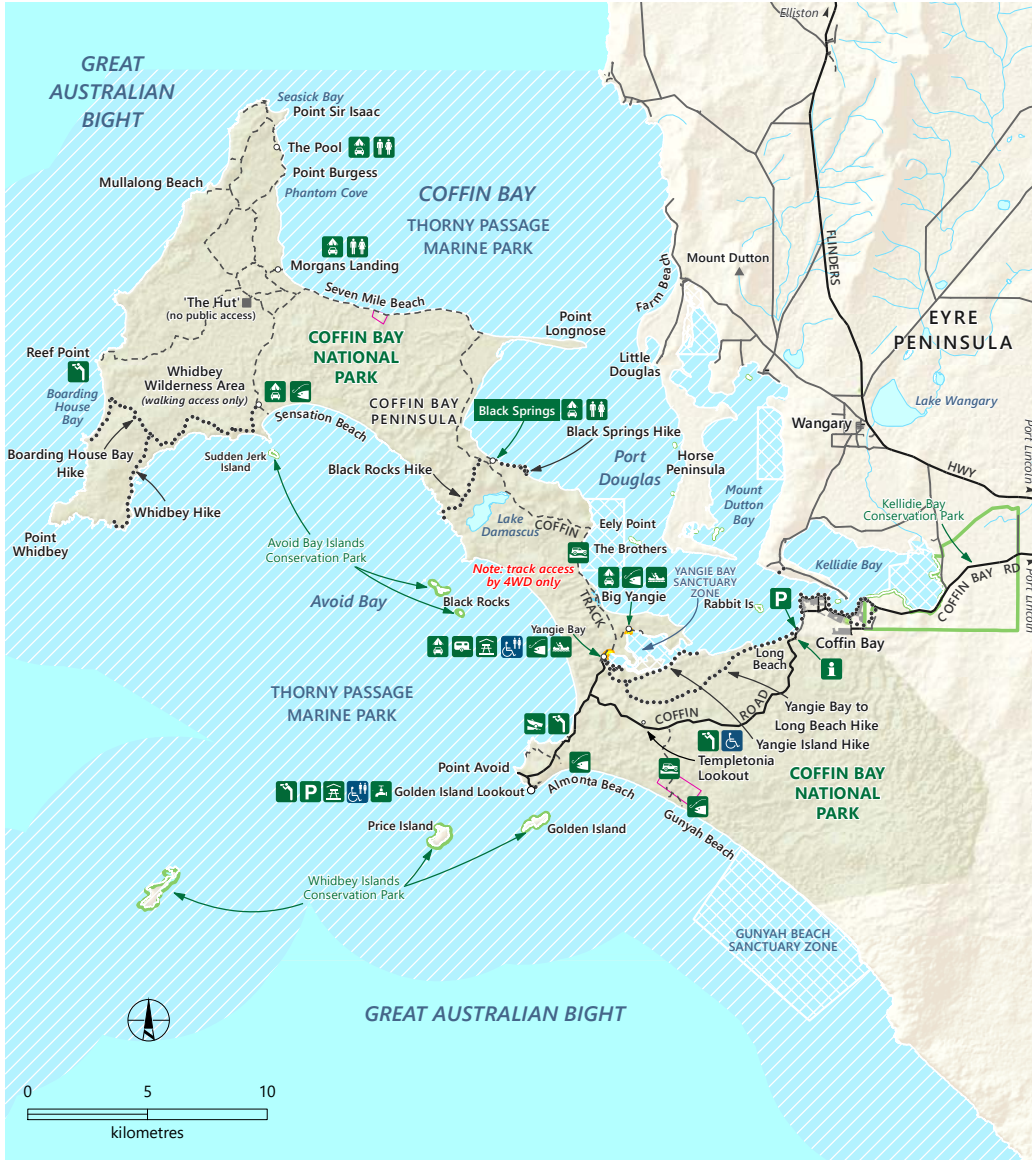 Elliston
GREAT
AUSTRALIAN
BIGHT
Seasick Bay
Point Sir Isaac
The Pool
Point Burgess
Mullalong Beach
Phantom Cove
COFFIN BAY
THORNY PASSAGE
MARINE PARK
FLINDERS
Mount Dutton
Morgans Landing
Farm Beach
Seven Mile Beach
'The Hut'
(no public access)
Point
Longnose
EYRE
PENINSULA
COFFIN BAY
NATIONAL
PARK
Reef Point
Little
Douglas
Whidbey
Wilderness Area
(walking access only)
Boarding
House
Bay
Lake Wangary
COFFIN BAY
PENINSULA
Sensation Beach
Black Springs
Wangary
Port Lincoln
Black Springs Hike
Boarding House Bay
Hike
Sudden Jerk
Island
Black Rocks Hike
Port
Douglas
Horse
Peninsula
HWY
Whidbey Hike
Mount
Dutton
Bay
Kellidie Bay
Conservation Park
Point
Whidbey
Lake
Damascus
COFFIN
Eely Point
Avoid Bay Islands
Conservation Park
The Brothers
Kellidie Bay
COFFIN BAY RD
Port Lincoln
Note: track access
by 4WD only
YANGIE BAY
SANCTUARY
ZONE
Big Yangie
TRACK
Avoid Bay
Black Rocks
Rabbit Is
P
Yangie Bay
Coffin Bay
Long
Beach
i
THORNY PASSAGE
MARINE PARK
Yangie Bay to
Long Beach Hike
COFFIN
ROAD
Yangie Island Hike
Templetonia
Lookout
Point Avoid
COFFIN BAY
NATIONAL
PARK
P
Golden Island Lookout
Almonta Beach
Price Island
Golden Island
Gunyah Beach
Whidbey Islands
Conservation Park
GUNYAH BEACH
SANCTUARY ZONE
GREAT AUSTRALIAN BIGHT
0 5 10
kilometres